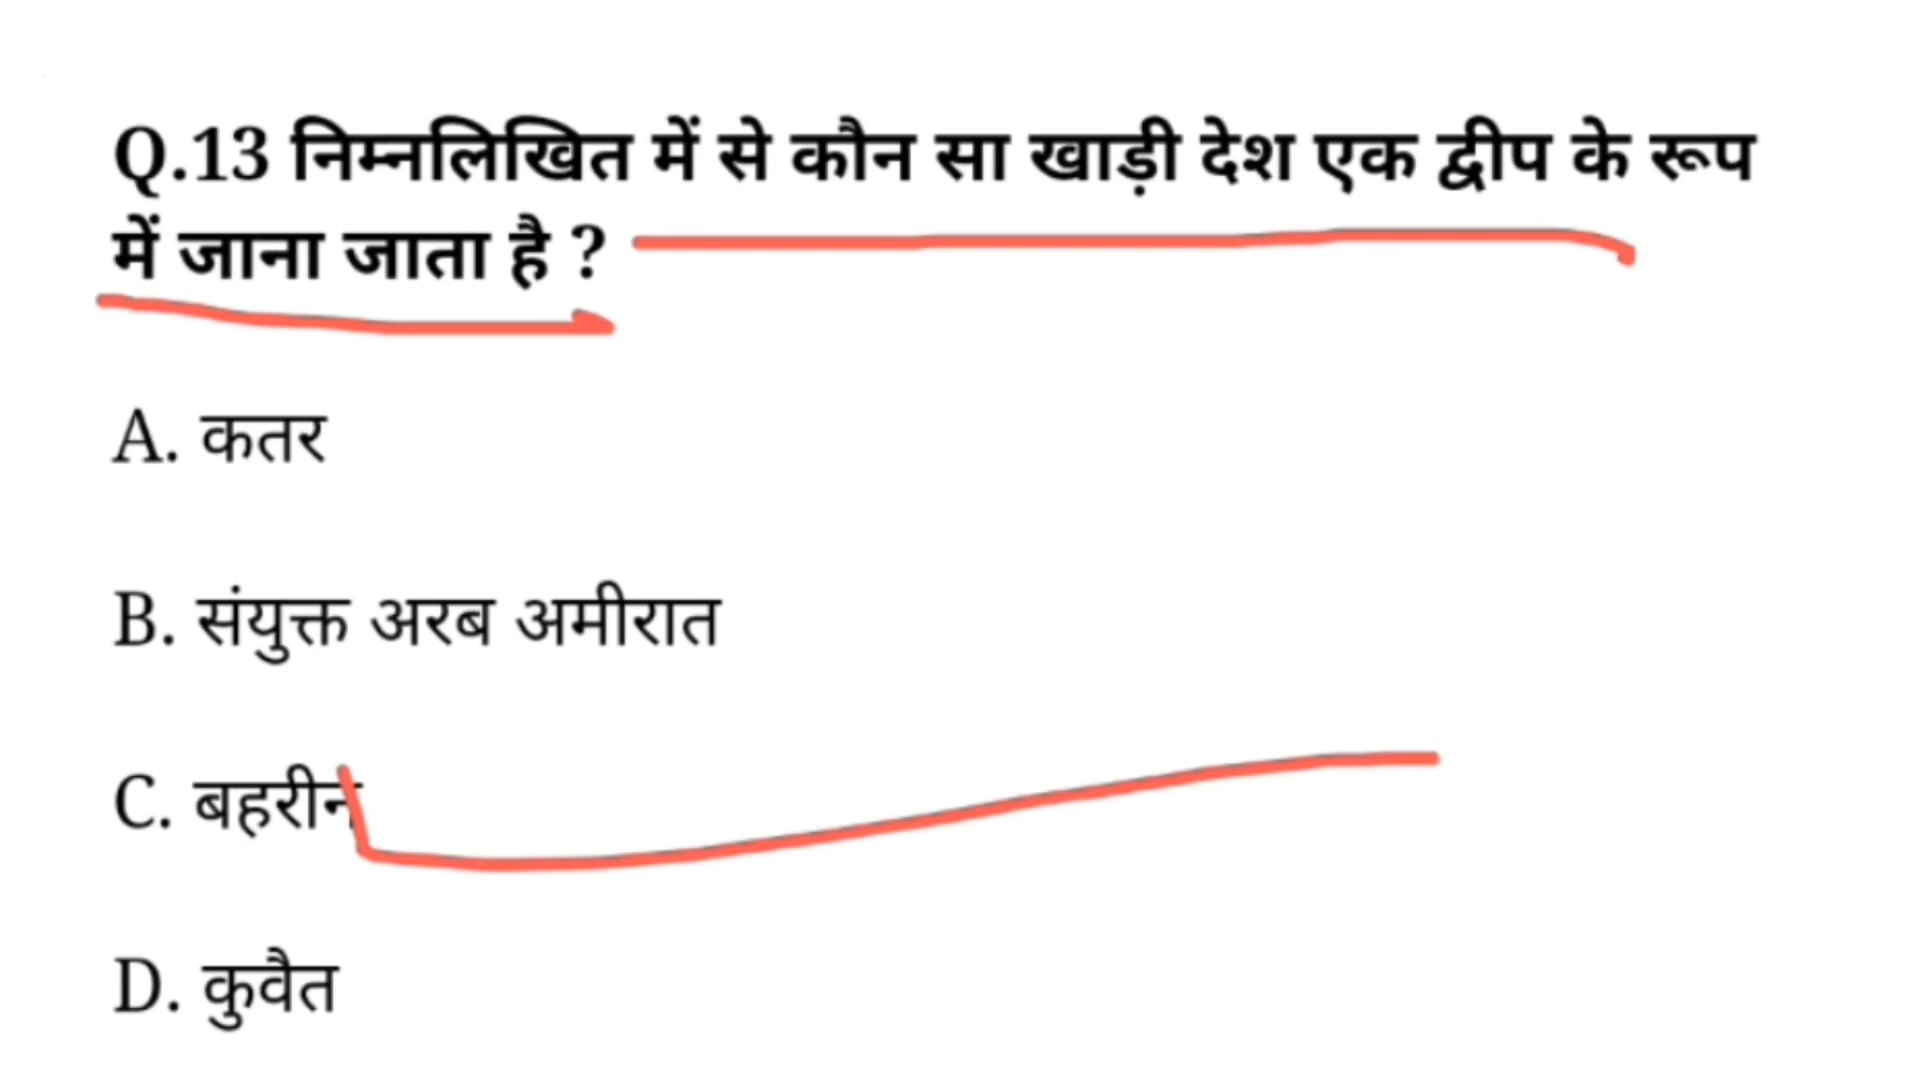 Q.13 निम्नलिखित में से कौन सा खाड़ी देश एक द्वीप के रूप
में जाना जाता है ?
A. कतर
B. संयुक्त अरब अमीरात
C. बहरीन
D. कुवैत